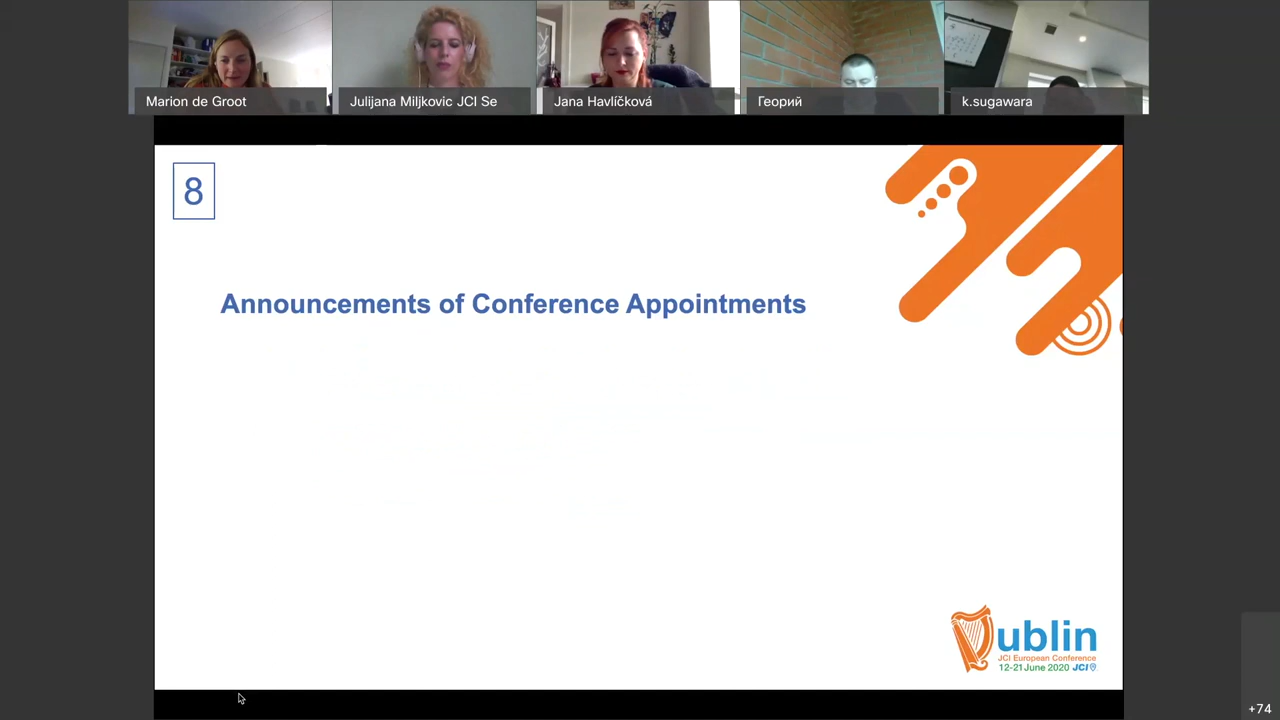 Marion de Groot
Julijana Miljkovic JCI Se
Jana Havlíčková
Георий
k.sugawara
8
Announcements of Conference Appointments
ublin
JCI European Conference
12-21 June 2020 JCI
+74